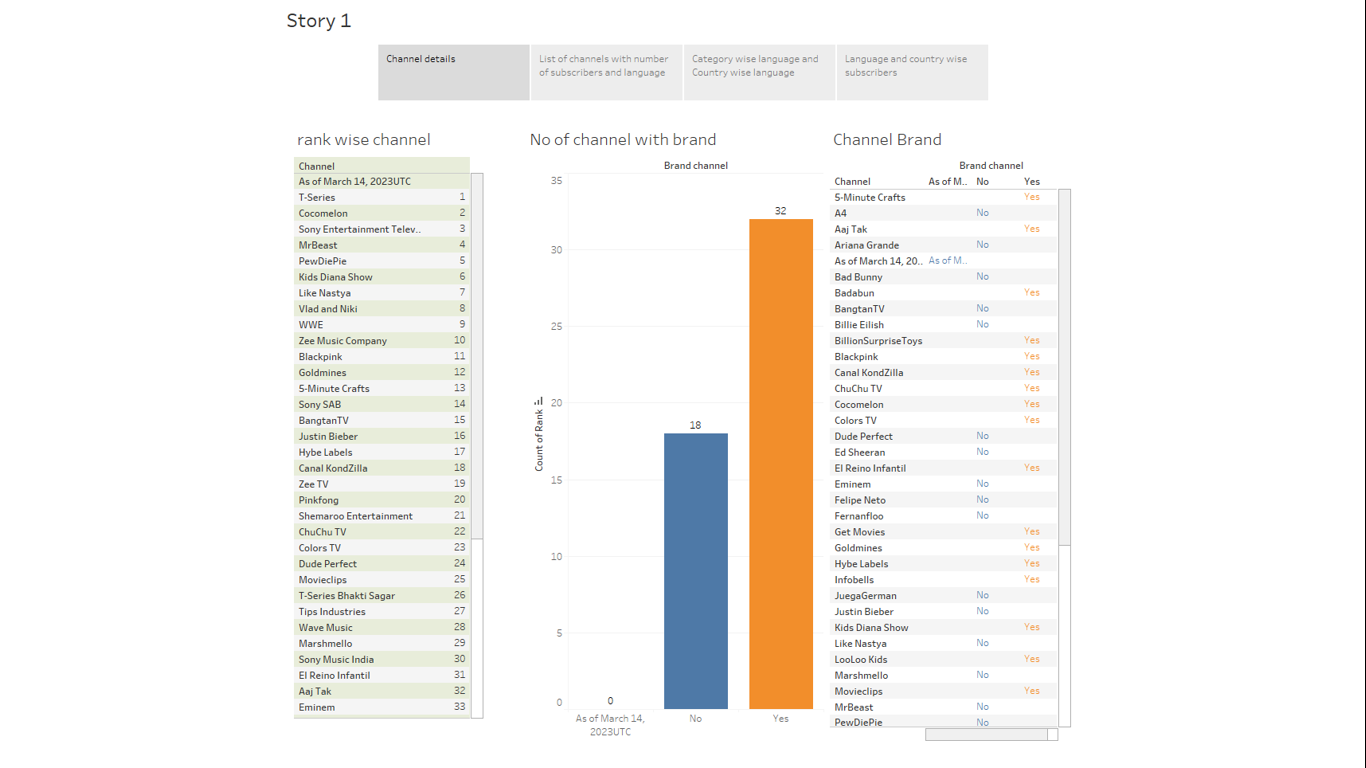 Story 1
Channel details
List of channels with number
of subscribers and language
Category wise language and
Country wise language
Language and country wise
subscribers
rank wise channel
Channel
As of March 14, 2023UTC
T-Series 1
Cocomelon 2
Sony Entertainment Telev.. 3
MrBeast 4
PewDiePie 5
Kids Diana Show 6
Like Nastya 7
Vlad and Niki 8
WWE 9
Zee Music Company 10
Blackpink 11
Goldmines 12
5-Minute Crafts 13
Sony SAB 14
BangtanTV 15
Justin Bieber 16
Hybe Labels 17
Canal KondZilla 18
Zee TV 19
Pinkfong 20
Shemaroo Entertainment 21
ChuChu TV 22
Colors TV 23
Dude Perfect 24
Movieclips 25
T-Series Bhakti Sagar 26
Tips Industries 27
Wave Music 28
Marshmello 29
Sony Music India 30
El Reino Infantil 31
Aaj Tak 32
Eminem 33
No of channel with brand
Brand channel
35
30
25
20
15
10
5
0
Count of Rank
0
18
32
As of March 14,
2023UTC
No
Yes
Channel Brand
Brand channel
Channel As of M.. No Yes
5-Minute Crafts Yes
A4 No
Aaj Tak Yes
Ariana Grande No
As of March 14, 20.. As of M..
Bad Bunny No
Badabun Yes
BangtanTV No
Billie Eilish No
BillionSurpriseToys Yes
Blackpink Yes
Canal KondZilla Yes
ChuChu TV Yes
Cocomelon Yes
Colors TV Yes
Dude Perfect No
Ed Sheeran No
El Reino Infantil Yes
Eminem No
Felipe Neto No
Fernanfloo No
Get Movies Yes
Goldmines Yes
Hybe Labels Yes
Infobells Yes
JuegaGerman No
Justin Bieber No
Kids Diana Show Yes
Like Nastya No
LooLoo Kids Yes
Marshmello No
Movieclips Yes
MrBeast No
PewDiePie No